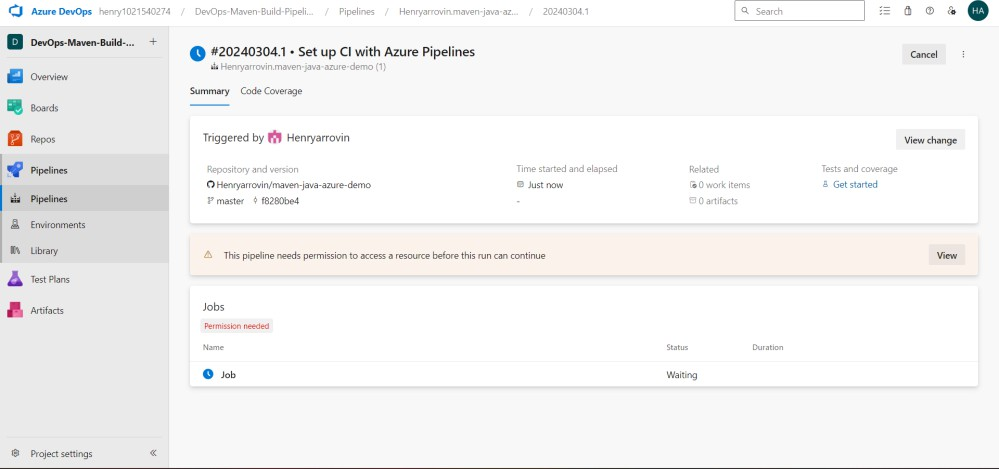 Azure DevOps henry1021540274 / DevOps-Maven-Build-Pipeli... / Pipelines / Henryarrovin.maven-java-az... / 20240304.1
Search
HA
D DevOps-Maven-Build-... +
Overview
Boards
Repos
Pipelines
Pipelines
Environments
Library
Test Plans
Artifacts
Project settings
#20240304.1 • Set up CI with Azure Pipelines
Henryarrovin.maven-java-azure-demo (1)
Cancel
Summary Code Coverage
Triggered by Henryarrovin
View change
Repository and version Time started and elapsed Related Tests and coverage
Henryarrovin/maven-java-azure-demo Just now 0 work items Get started
master f8280be4 - 0 artifacts
This pipeline needs permission to access a resource before this run can continue View
Jobs
Permission needed
Name Status Duration
Job Waiting